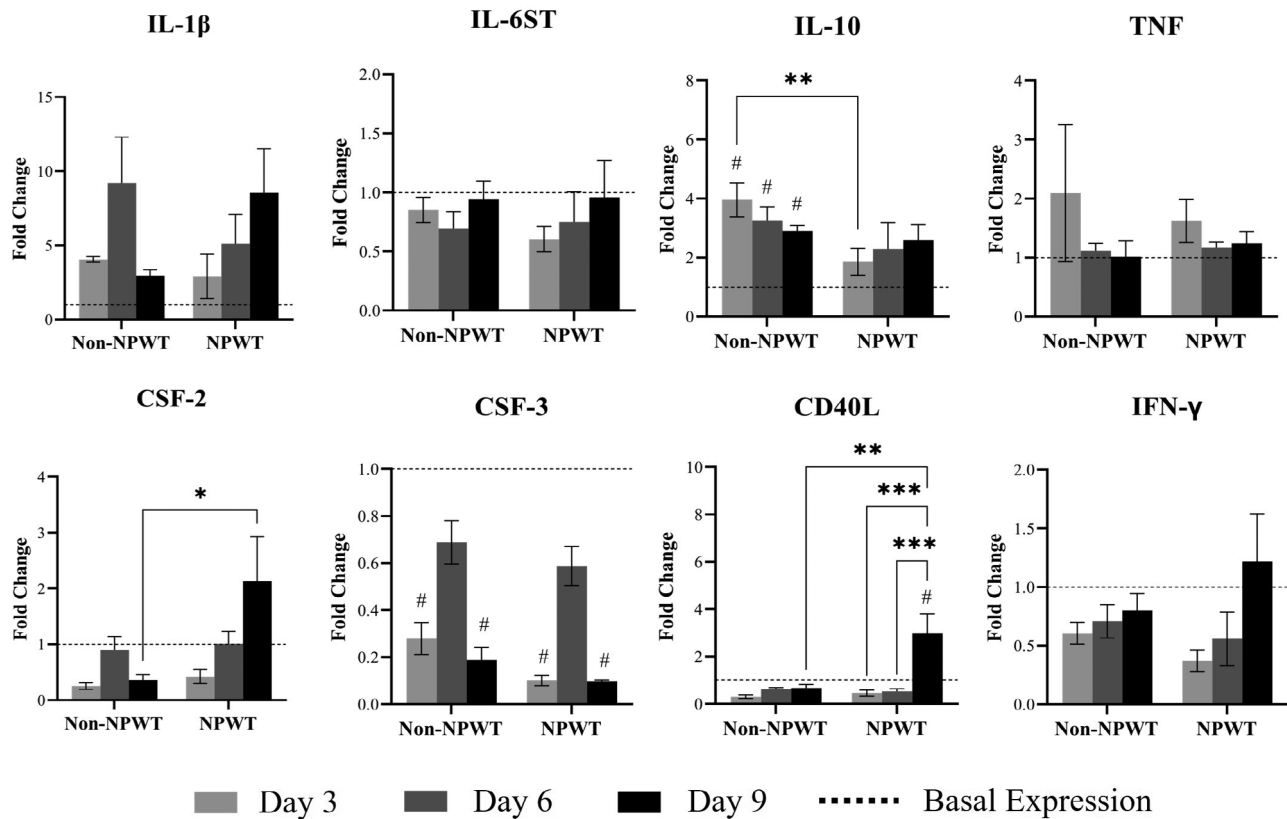 IL-1β
IL-6ST
IL-10
TNF
Fold Change
15
10
5
0
Non-NPWT
NPWT
Fold Change
2.0
1.5
1.0
0.5
0.0
Non-NPWT
NPWT
Fold Change
8
6
4
2
0
**
#
#
#
Non-NPWT
NPWT
Fold Change
4
3
2
1
0
Non-NPWT
NPWT
CSF-2
CSF-3
CD40L
IFN-γ
Fold Change
4
3
2
1
0
*
Non-NPWT
NPWT
Fold Change
1.0
0.8
0.6
0.4
0.2
0.0
#
#
#
#
Non-NPWT
NPWT
Fold Change
10
8
6
4
2
0
**
***
***
#
Non-NPWT
NPWT
Fold Change
2.0
1.5
1.0
0.5
0.0
Non-NPWT
NPWT
Day 3 Day 6 Day 9 Basal Expression